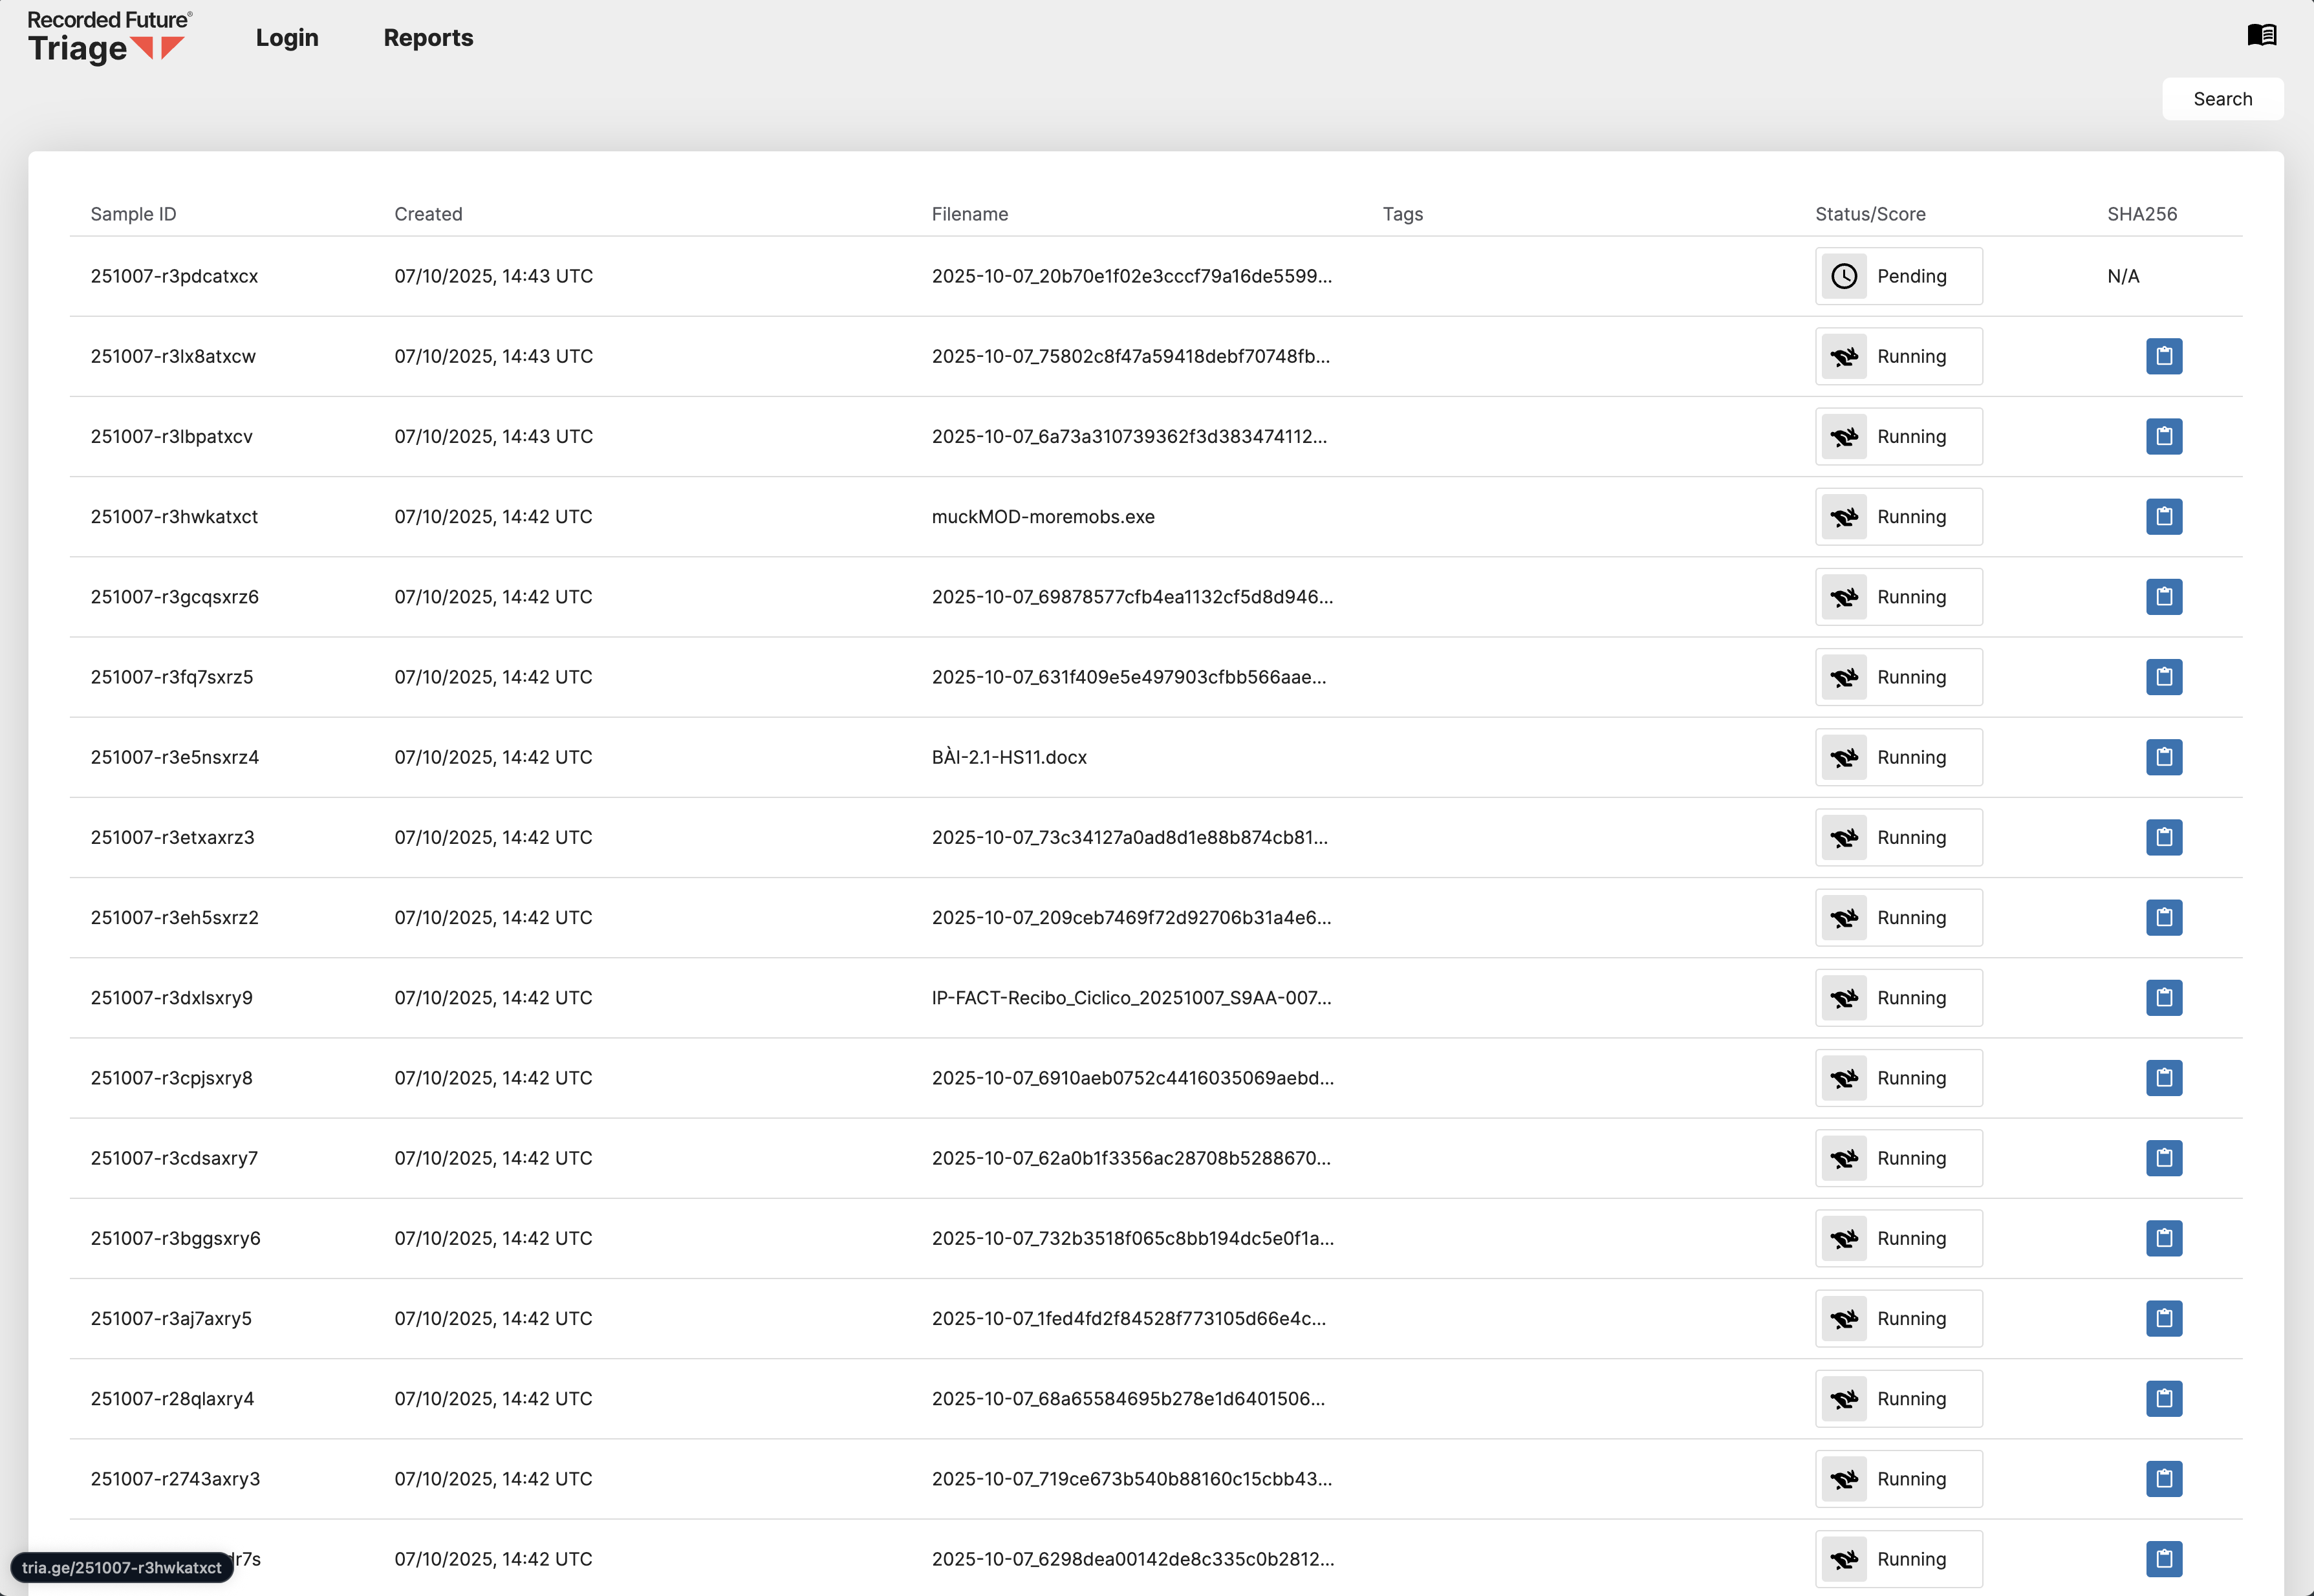 Recorded Future®
Triage
Login Reports
Search
Sample ID Created Filename Tags Status/Score SHA256
251007-r3pdcatxcx 07/10/2025, 14:43 UTC 2025-10-07_20b70e1f02e3cccf79a16de5599... Pending N/A
251007-r3lx8atxcw 07/10/2025, 14:43 UTC 2025-10-07_75802c8f47a59418debf70748fb... Running
251007-r3lbpatxcv 07/10/2025, 14:43 UTC 2025-10-07_6a73a310739362f3d383474112... Running
251007-r3hwkatxct 07/10/2025, 14:42 UTC muckMOD-moremobs.exe Running
251007-r3gcqsxrz6 07/10/2025, 14:42 UTC 2025-10-07_69878577cfb4ea1132cf5d8d946... Running
251007-r3fq7sxrz5 07/10/2025, 14:42 UTC 2025-10-07_631f409e5e497903cfbb566aae... Running
251007-r3e5nsxrz4 07/10/2025, 14:42 UTC BÀI-2.1-HS11.docx Running
251007-r3etxaxrz3 07/10/2025, 14:42 UTC 2025-10-07_73c34127a0ad8d1e88b874cb81... Running
251007-r3eh5sxrz2 07/10/2025, 14:42 UTC 2025-10-07_209ceb7469f72d92706b31a4e6... Running
251007-r3dxlsxry9 07/10/2025, 14:42 UTC IP-FACT-Recibo_Ciclico_20251007_S9AA-007... Running
251007-r3cpjsxry8 07/10/2025, 14:42 UTC 2025-10-07_6910aeb0752c4416035069aebd... Running
251007-r3cdsaxry7 07/10/2025, 14:42 UTC 2025-10-07_62a0b1f3356ac28708b5288670... Running
251007-r3bggsxry6 07/10/2025, 14:42 UTC 2025-10-07_732b3518f065c8bb194dc5e0f1a... Running
251007-r3aj7axry5 07/10/2025, 14:42 UTC 2025-10-07_1fed4fd2f84528f773105d66e4c... Running
251007-r28qlaxry4 07/10/2025, 14:42 UTC 2025-10-07_68a65584695b278e1d6401506... Running
251007-r2743axry3 07/10/2025, 14:42 UTC 2025-10-07_719ce673b540b88160c15cbb43... Running
07/10/2025, 14:42 UTC 2025-10-07_6298dea00142de8c335c0b2812... Running
tria.ge/251007-r3hwkatxct